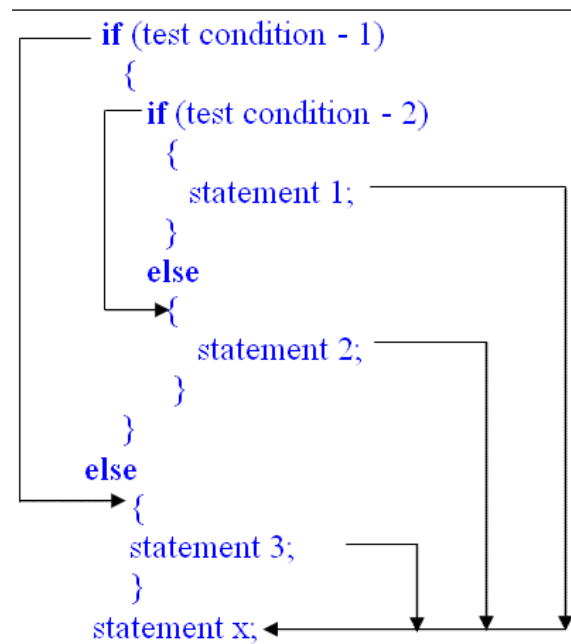 if (test condition - 1)
{
if (test condition - 2)
{
statement 1;
}
else
{
statement 2;
}
}
else
{
statement 3;
}
statement x;